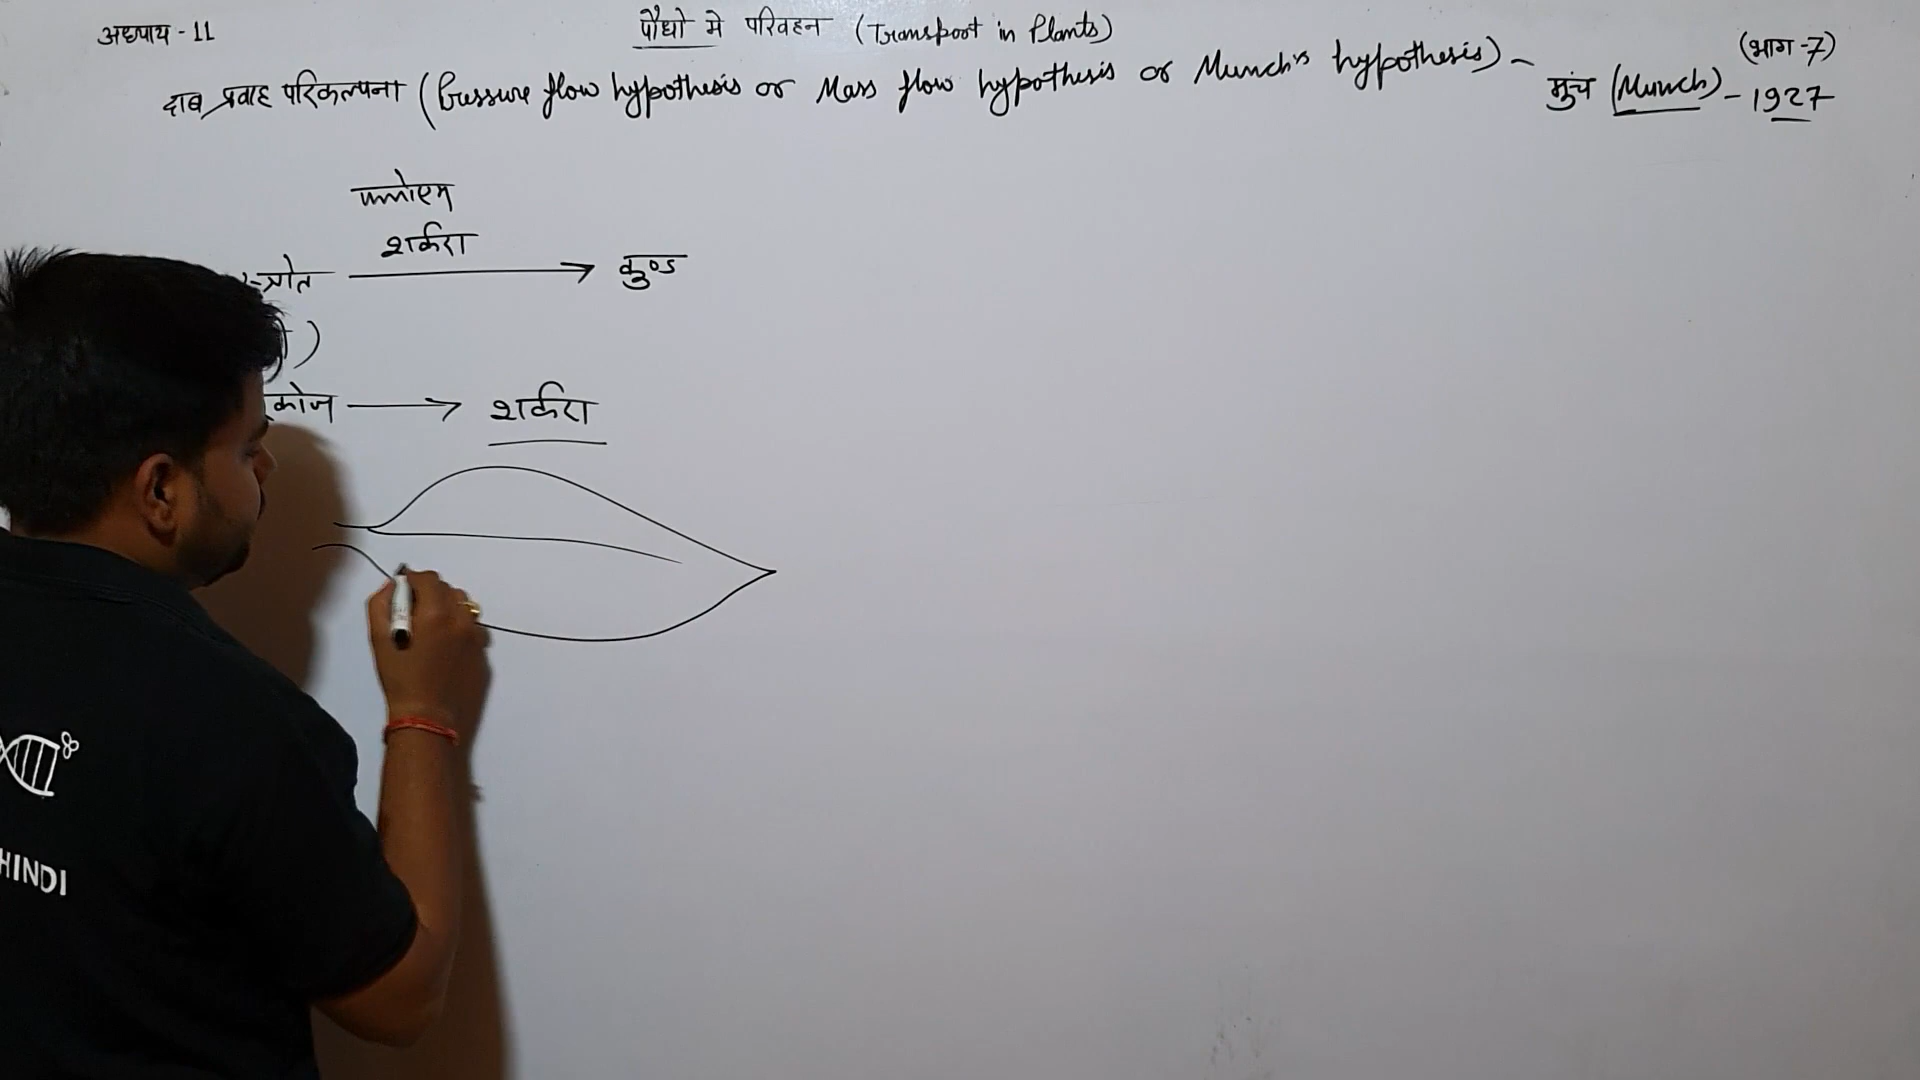 अध्याय - 11
पौधो मे परिवहन (Transport in Plants)
(भाग -7)
दाब प्रवाह परिकल्पना (Pressure flow hypothesis or Mass flow hypothesis or Munch's hypothesis) - मुंच (Munch) - 1927
फ्लोएम
शर्करा
स्त्रोत → कुण्ड
)
कोज → शर्करा
HINDI